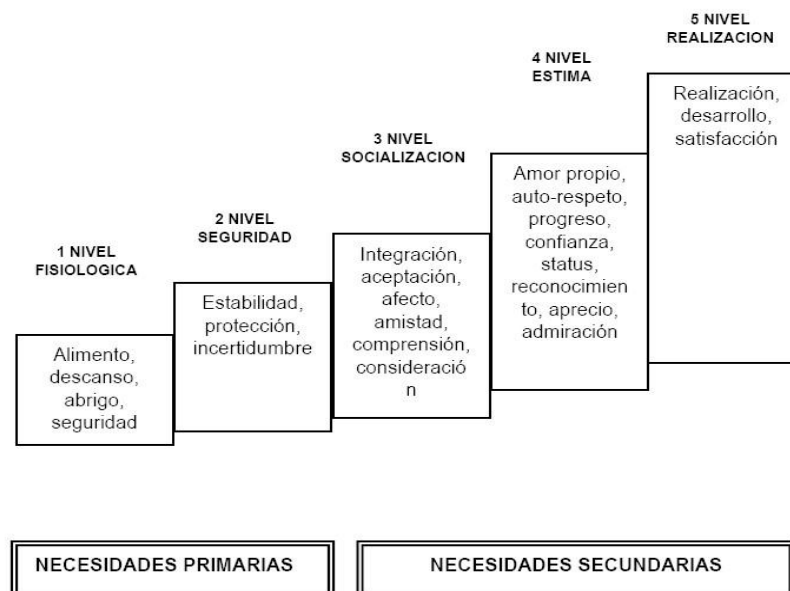 1 NIVEL
FISIOLOGICA
Alimento,
descanso,
abrigo,
seguridad
2 NIVEL
SEGURIDAD
Estabilidad,
protección,
incertidumbre
3 NIVEL
SOCIALIZACION
Integración,
aceptación,
afecto,
amistad,
comprensión,
consideració
n
4 NIVEL
ESTIMA
Amor propio,
auto-respeto,
progreso,
confianza,
status,
reconocimien
to, aprecio,
admiración
5 NIVEL
REALIZACION
Realización,
desarrollo,
satisfacción
NECESIDADES PRIMARIAS
NECESIDADES SECUNDARIAS